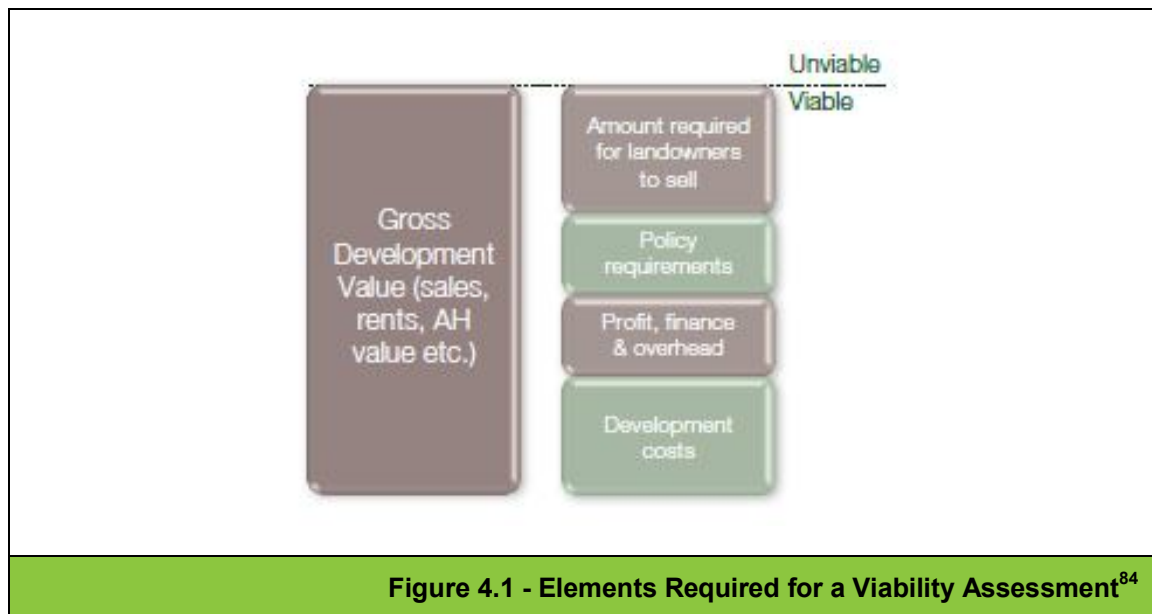 Unviable
Viable
Gross
Development
Value (sales,
rents, AH
value etc.)
Amount required
for landowners
to sell
Policy
requirements
Profit, finance
& overhead
Development
costs
Figure 4.1 - Elements Required for a Viability Assessment84